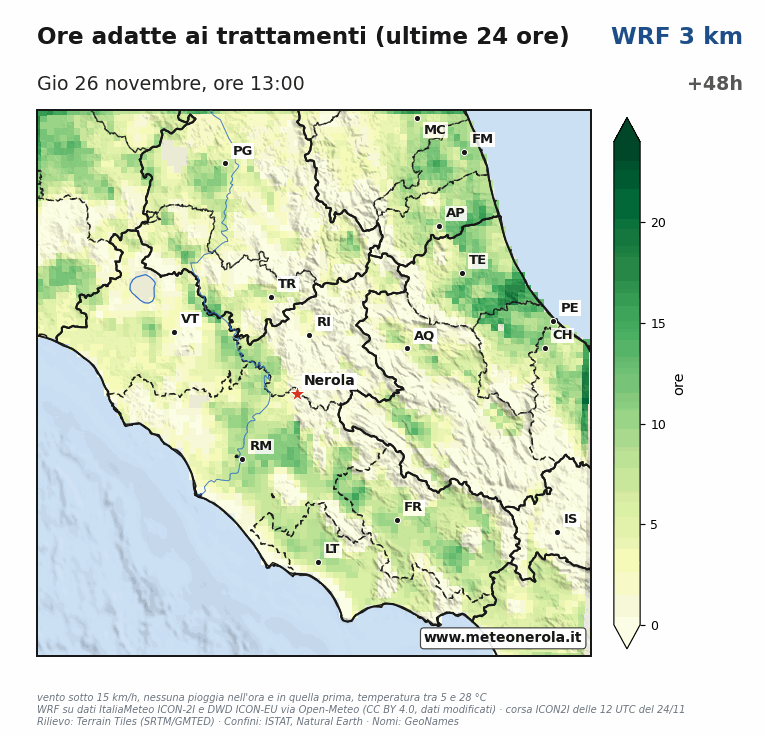 Ore adatte ai trattamenti (ultime 24 ore)
WRF 3 km
Gio 26 novembre, ore 13:00
+48h
MC
FM
PG
AP
TE
TR
PE
VT
RI
AQ
CH
Nerola
RM
FR
IS
LT
www.meteonerola.it
20
15
10
5
0
ore
vento sotto 15 km/h, nessuna pioggia nell'ora e in quella prima, temperatura tra 5 e 28 °C
WRF su dati ItaliaMeteo ICON-2I e DWD ICON-EU via Open-Meteo (CC BY 4.0, dati modificati) · corsa ICON2I delle 12 UTC del 24/11
Rilievo: Terrain Tiles (SRTM/GMTED) · Confini: ISTAT, Natural Earth · Nomi: GeoNames